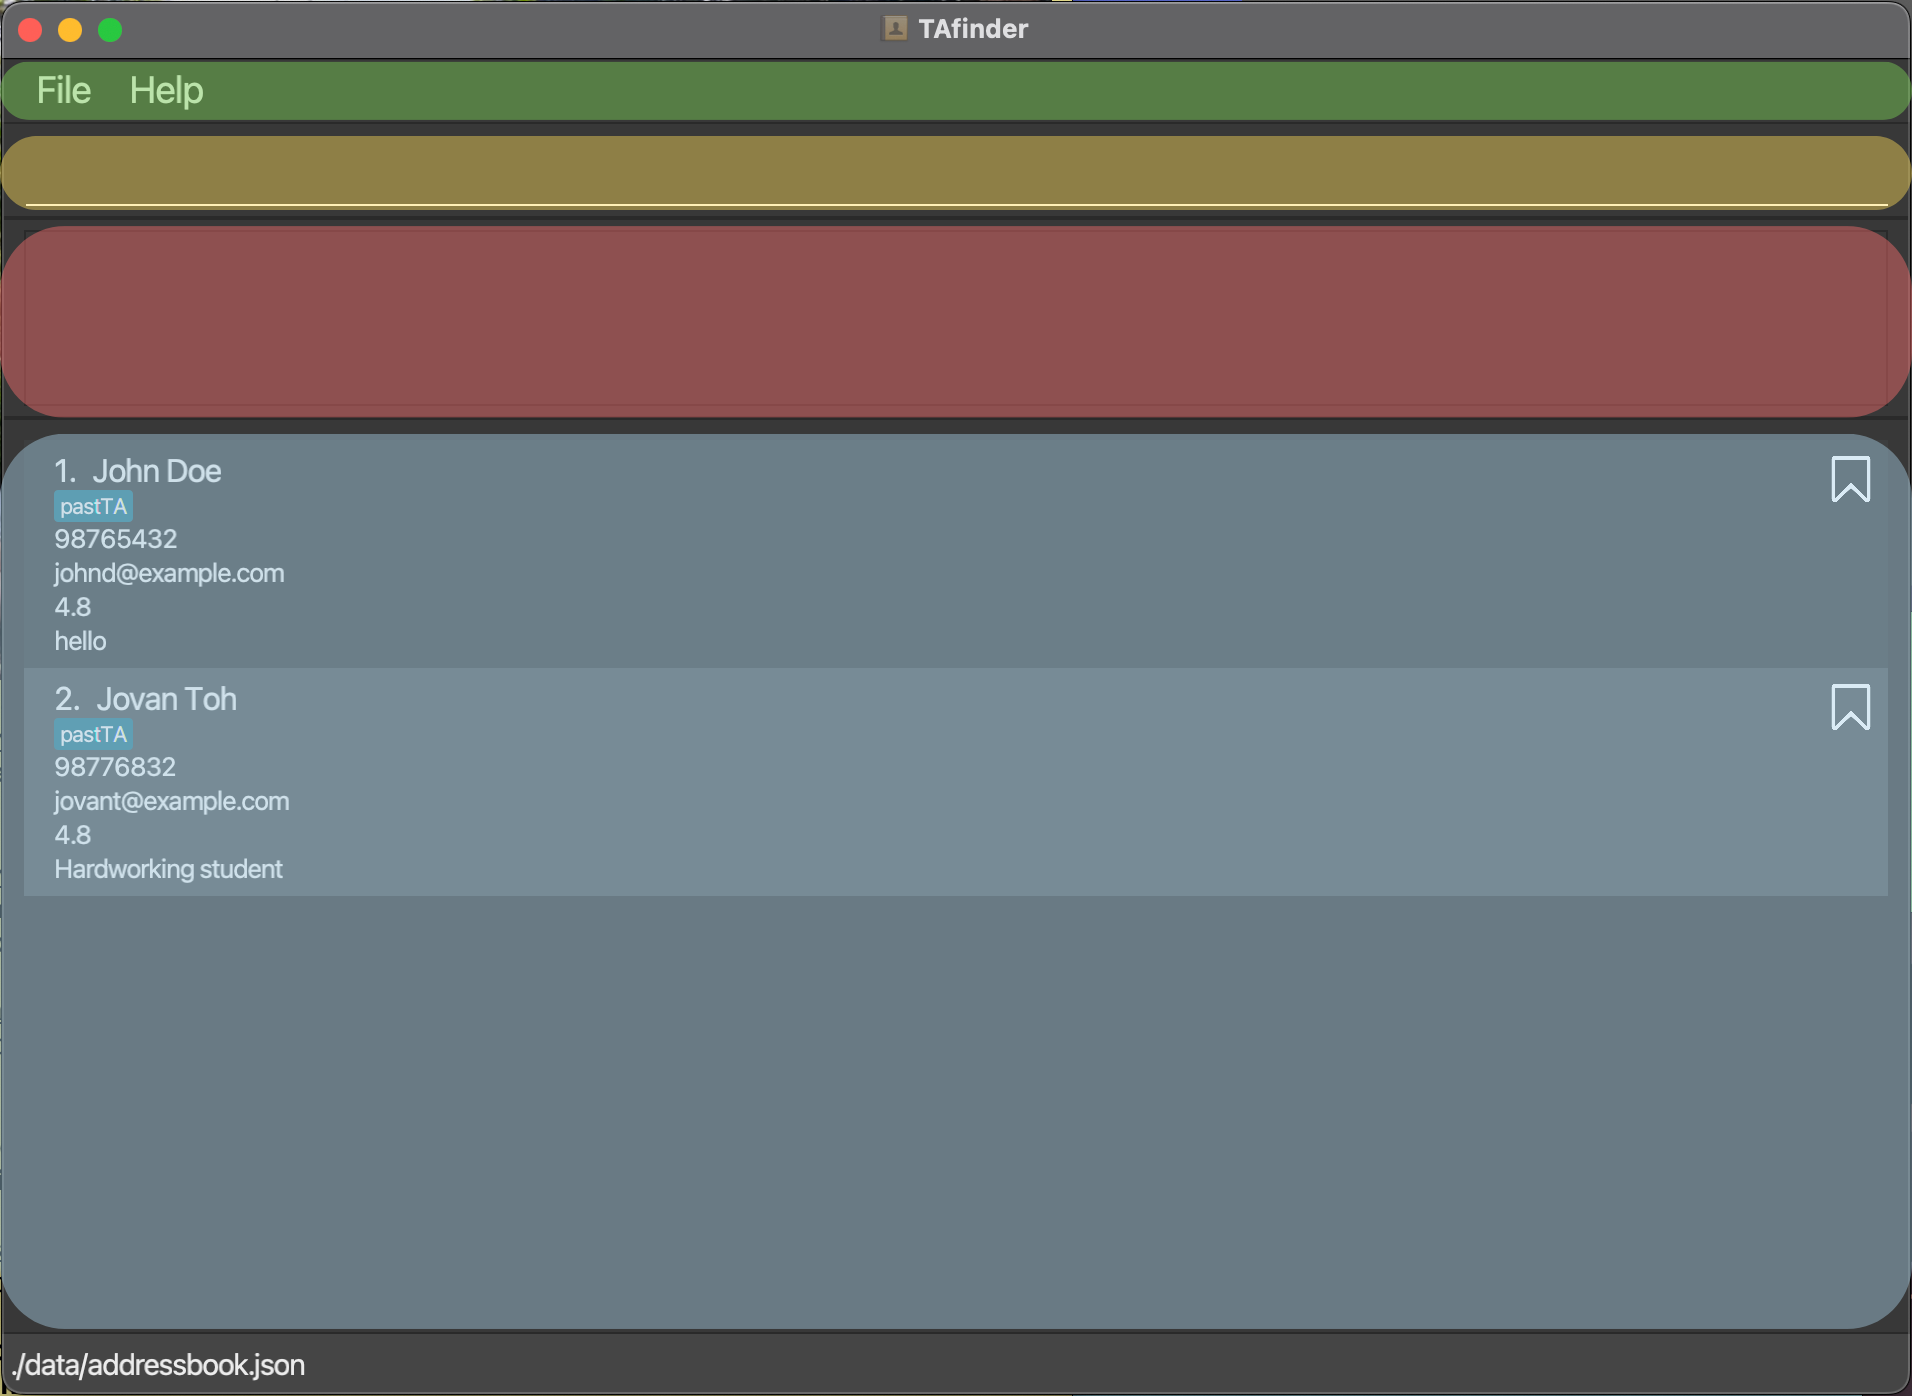 TAfinder
File Help
1. John Doe
pastTA
98765432
johnd@example.com
4.8
hello
2. Jovan Toh
pastTA
98776832
jovant@example.com
4.8
Hardworking student
./data/addressbook.json